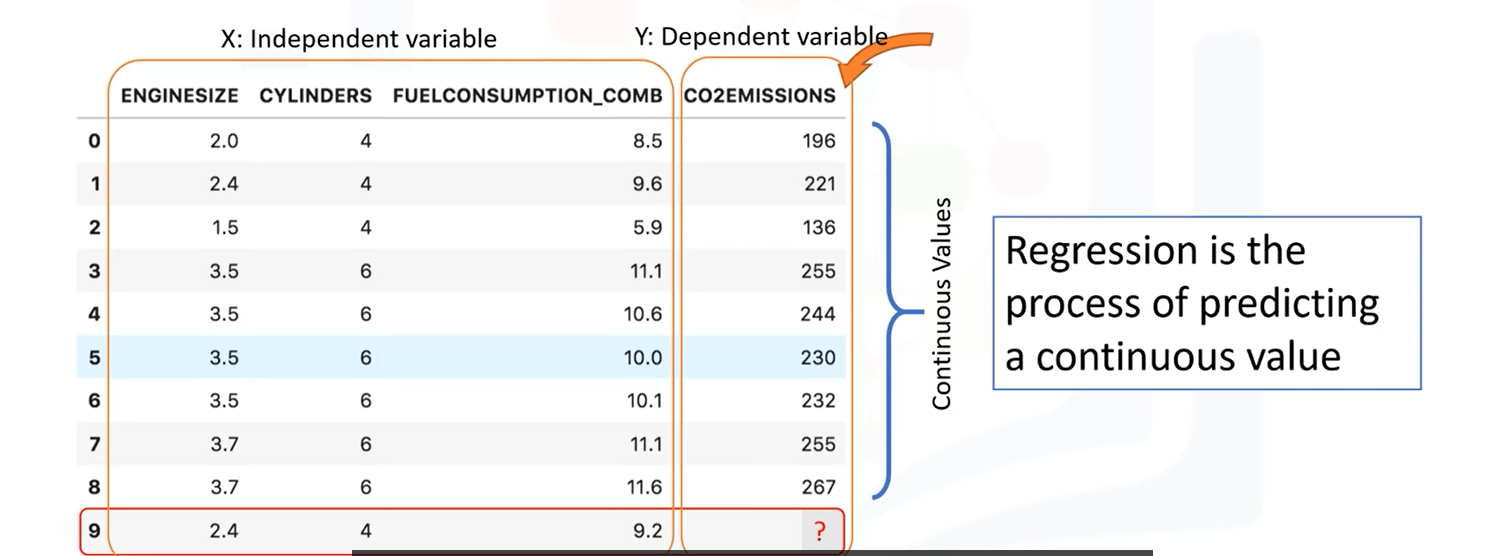 X: Independent variable
Y: Dependent variable
ENGINESIZE CYLINDERS FUELCONSUMPTION_COMB CO2EMISSIONS
0 2.0 4 8.5 196
1 2.4 4 9.6 221
2 1.5 4 5.9 136
3 3.5 6 11.1 255
4 3.5 6 10.6 244
5 3.5 6 10.0 230
6 3.5 6 10.1 232
7 3.7 6 11.1 255
8 3.7 6 11.6 267
9 2.4 4 9.2 ?
Continuous Values
Regression is the
process of predicting
a continuous value